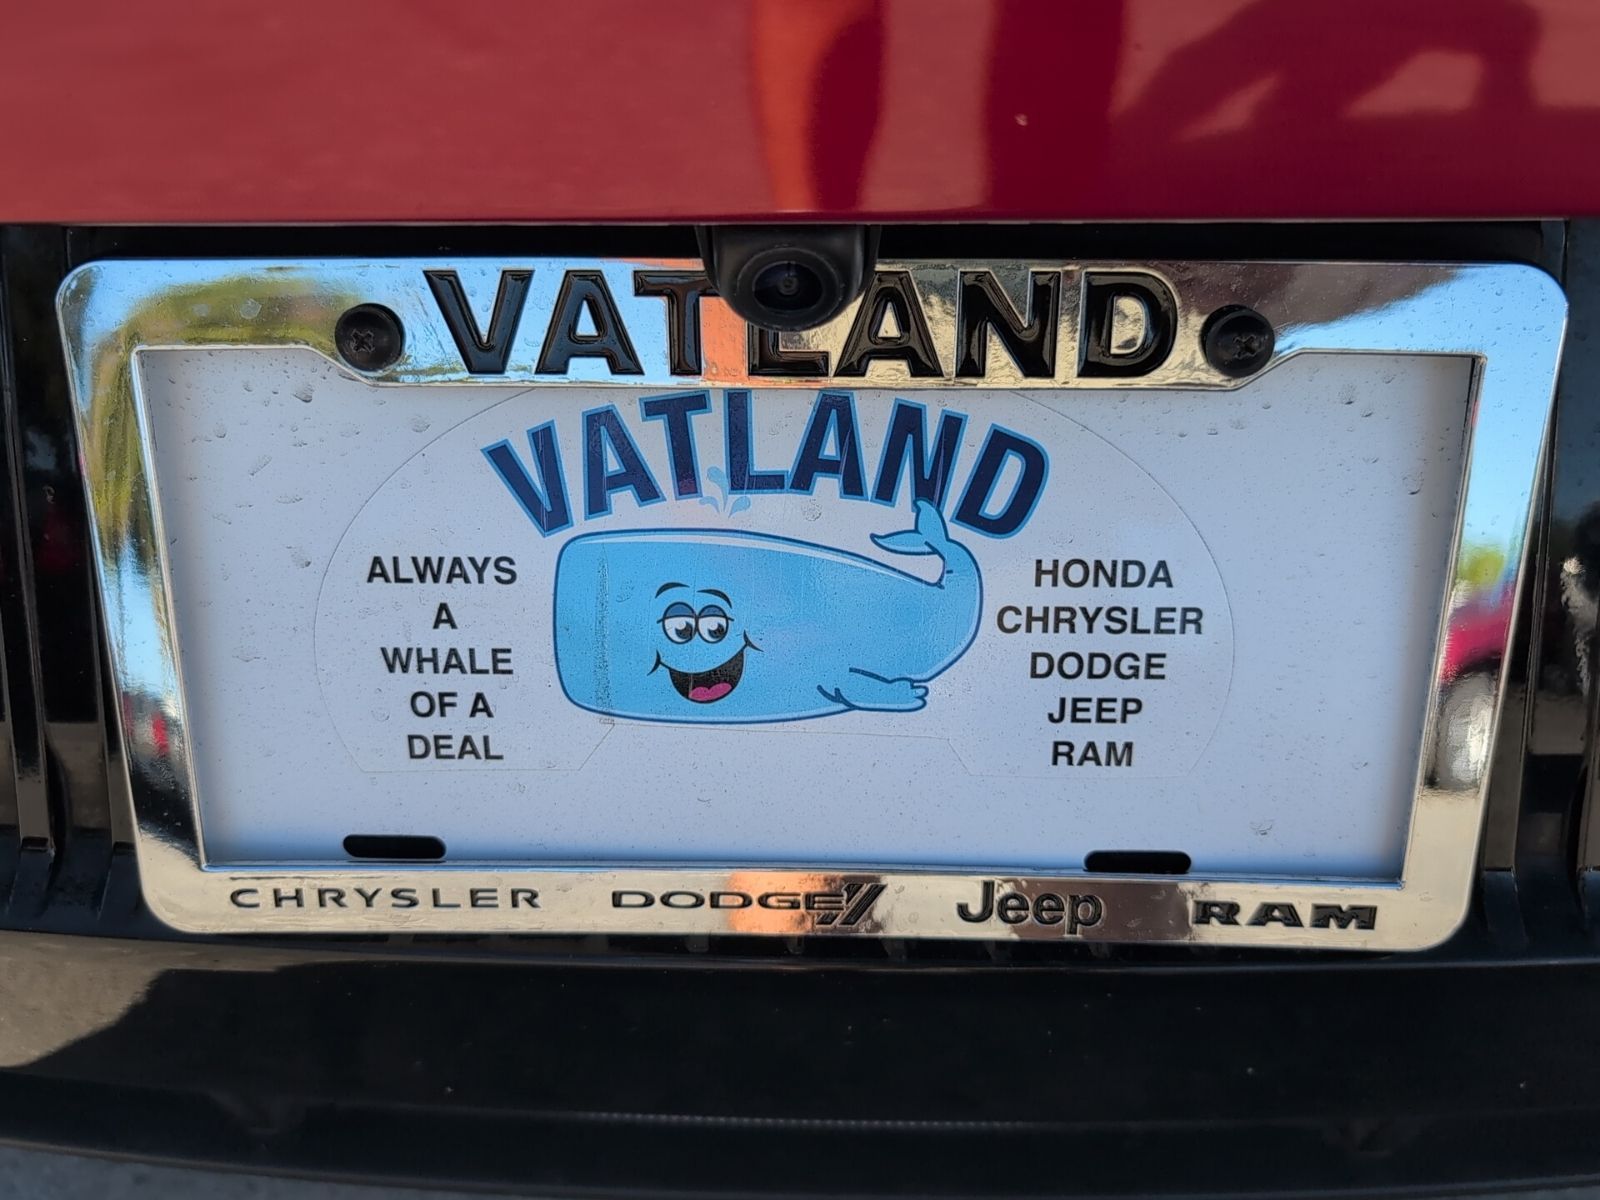 VATLAND
VATLAND
ALWAYS
A
WHALE
OF A
DEAL
HONDA
CHRYSLER
DODGE
JEEP
RAM
CHRYSLER DODGE Jeep RAM